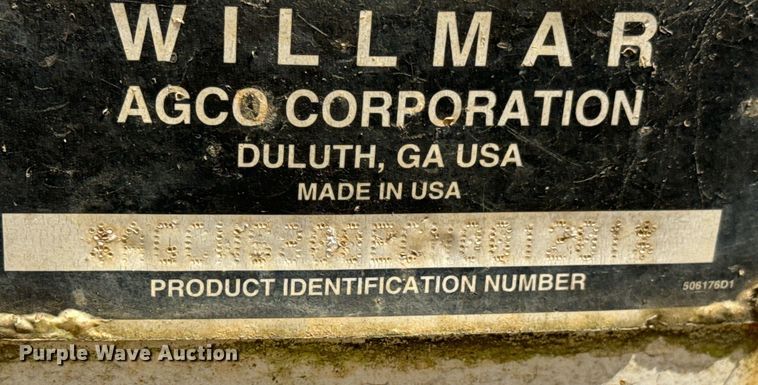 WILLMAR
AGCO CORPORATION
DULUTH, GA USA
MADE IN USA
PRODUCT IDENTIFICATION NUMBER
506176D1
Purple Wave Auction